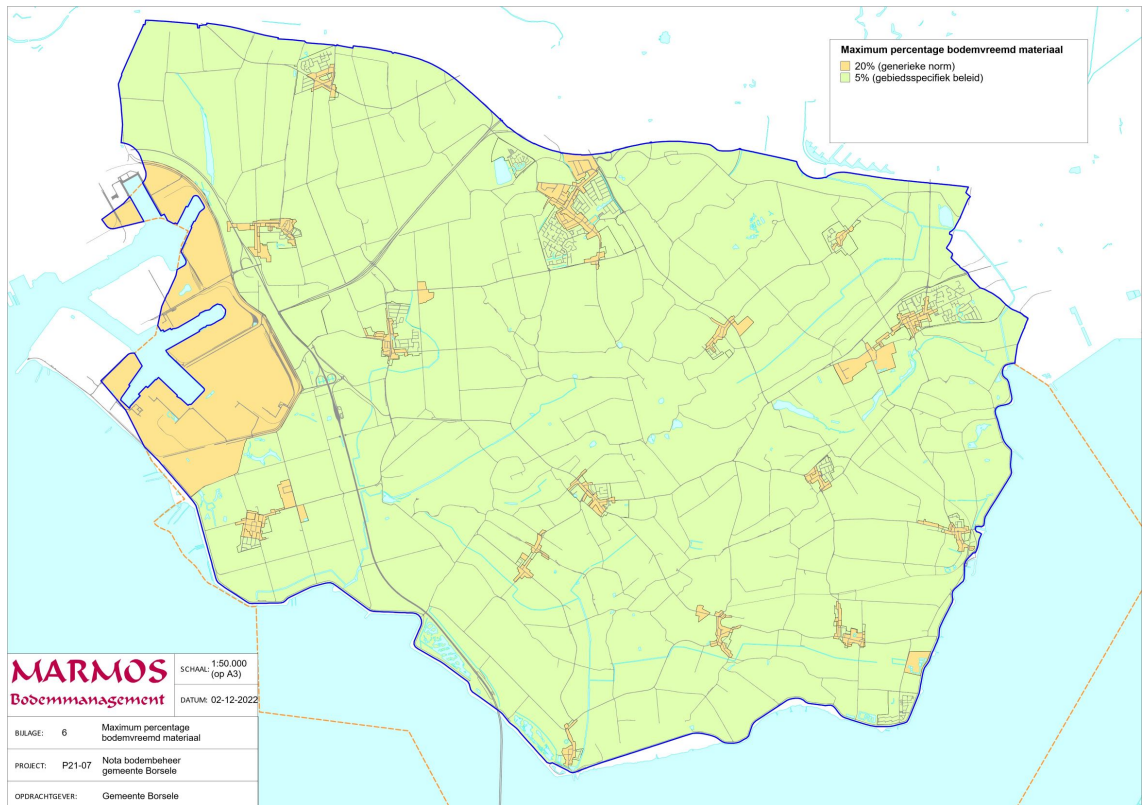 Maximum percentage bodemvreemd materiaal
20% (generieke norm)
5% (gebiedsspecifiek beleid)
MARMOS
Bodemmanagement
SCHAAL: 1:50.000
(op A3)
DATUM: 02-12-2022
BIJLAGE: 6 Maximum percentage
bodemvreemd materiaal
PROJECT: P21-07 Nota bodembeheer
gemeente Borsele
OPDRACHTGEVER: Gemeente Borsele